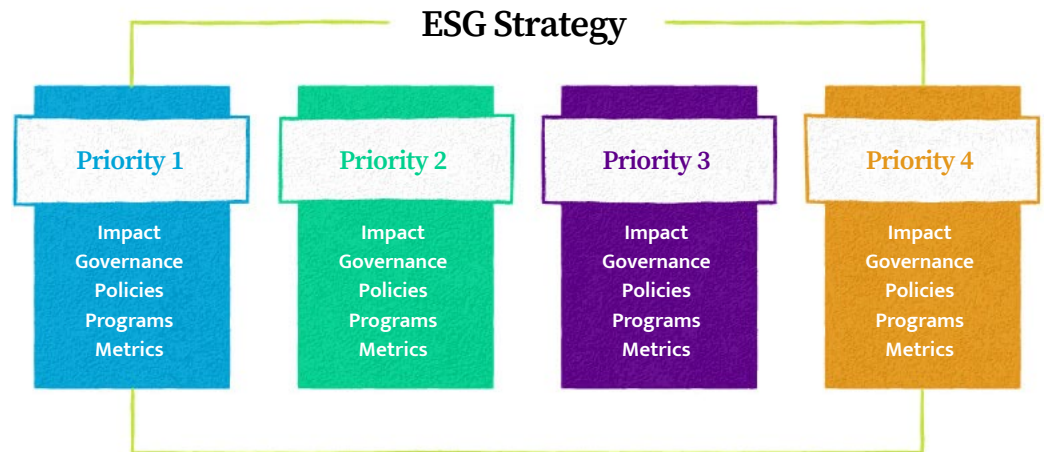 ESG Strategy
Priority 1
Impact
Governance
Policies
Programs
Metrics
Priority 2
Impact
Governance
Policies
Programs
Metrics
Priority 3
Impact
Governance
Policies
Programs
Metrics
Priority 4
Impact
Governance
Policies
Programs
Metrics